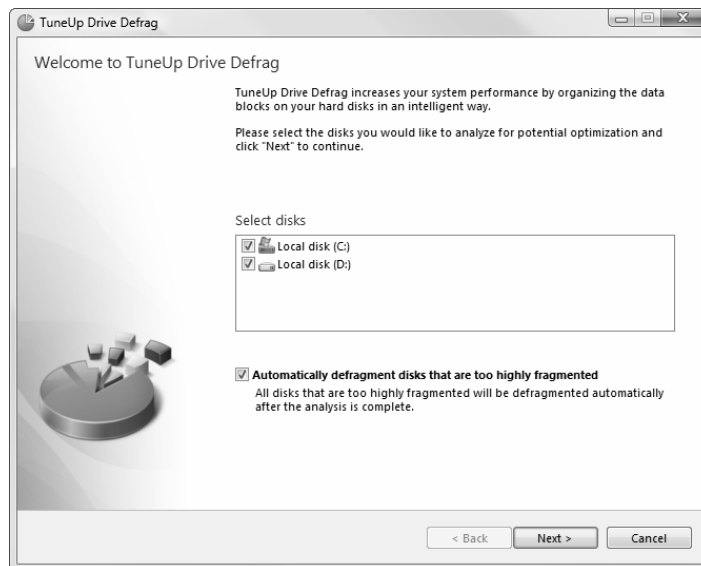 TuneUp Drive Defrag
Welcome to TuneUp Drive Defrag
TuneUp Drive Defrag increases your system performance by organizing the data
blocks on your hard disks in an intelligent way.
Please select the disks you would like to analyze for potential optimization and
click "Next" to continue.
Select disks
Local disk (C:)
Local disk (D:)
Automatically defragment disks that are too highly fragmented
All disks that are too highly fragmented will be defragmented automatically
after the analysis is complete.
< Back Next > Cancel